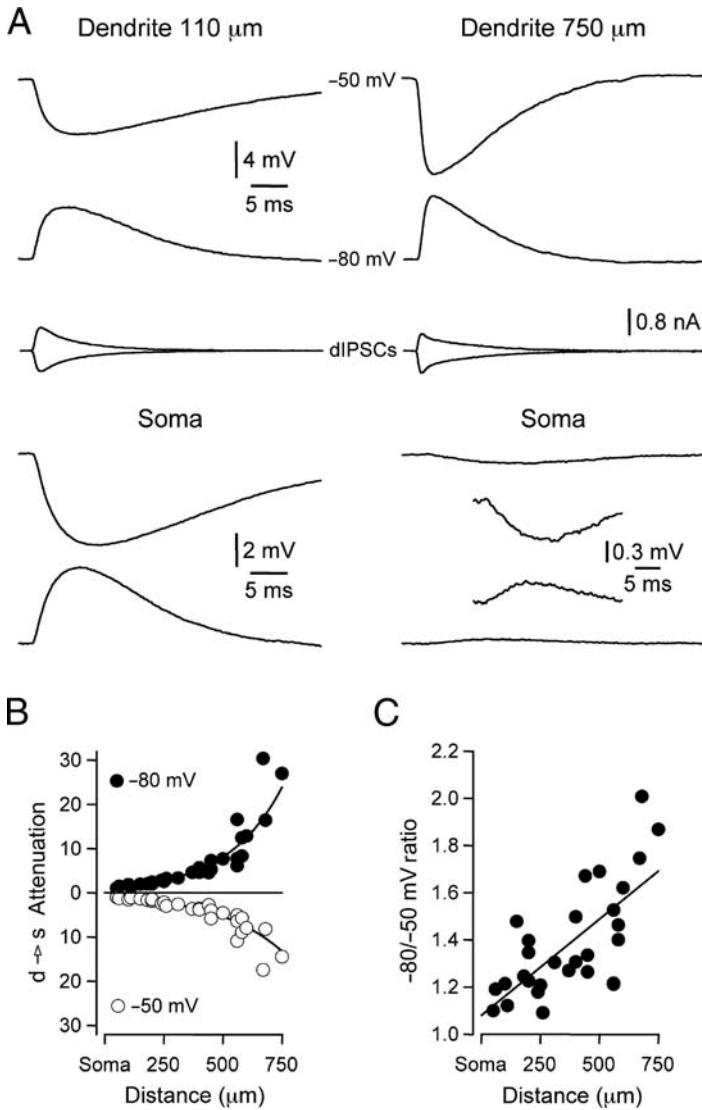 A
Dendrite 110 μm
Dendrite 750 μm
–50 mV
4 mV
5 ms
–80 mV
0.8 nA
dIPSCs
Soma
Soma
2 mV
5 ms
0.3 mV
5 ms
B
30
20
10
0
10
20
30
–80 mV
–50 mV
d → s Attenuation
Soma 250 500 750
Distance (μm)
C
2.2
2.0
1.8
1.6
1.4
1.2
1.0
–80/–50 mV ratio
Soma 250 500 750
Distance (μm)